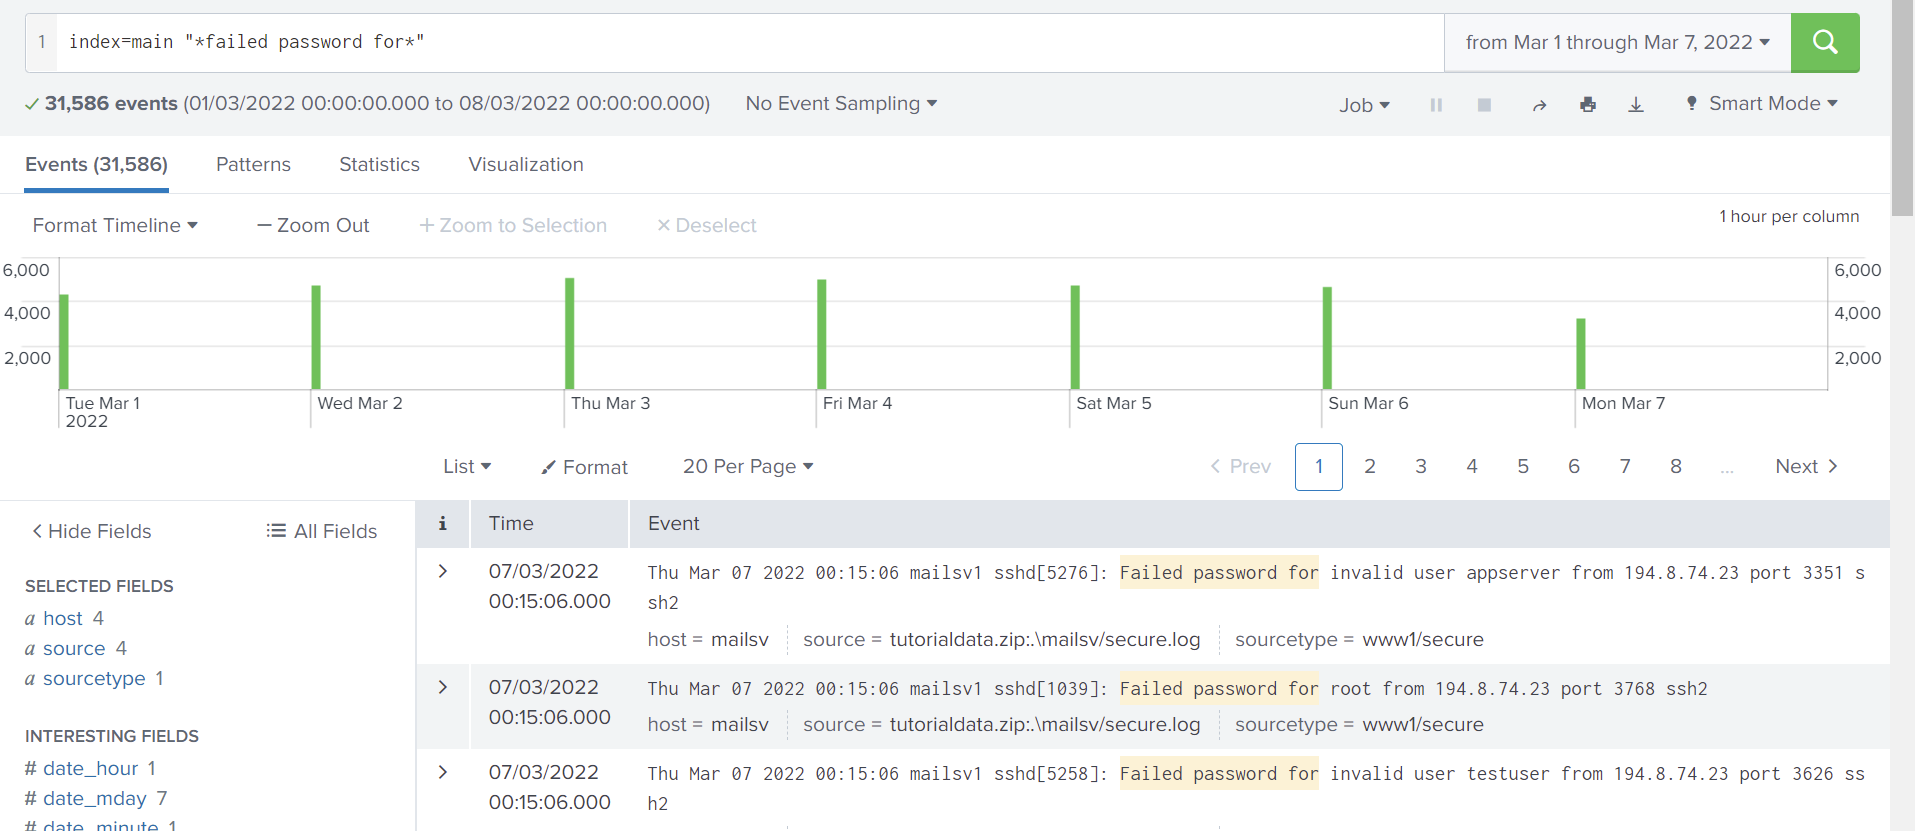 1 index=main "*failed password for*"
from Mar 1 through Mar 7, 2022
31,586 events (01/03/2022 00:00:00.000 to 08/03/2022 00:00:00.000) No Event Sampling
Job Smart Mode
Events (31,586) Patterns Statistics Visualization
Format Timeline — Zoom Out + Zoom to Selection × Deselect
1 hour per column
6,000 6,000
4,000 4,000
2,000 2,000
Tue Mar 1 Wed Mar 2 Thu Mar 3 Fri Mar 4 Sat Mar 5 Sun Mar 6 Mon Mar 7
2022
List Format 20 Per Page < Prev 1 2 3 4 5 6 7 8 ... Next >
< Hide Fields All Fields
SELECTED FIELDS
a host 4
a source 4
a sourcetype 1
INTERESTING FIELDS
# date_hour 1
# date_mday 7
# date_minute 1
i Time Event
> 07/03/2022 00:15:06.000
Thu Mar 07 2022 00:15:06 mailsv1 sshd[5276]: Failed password for invalid user appserver from 194.8.74.23 port 3351 s
sh2
host = mailsv source = tutorialdata.zip:.\mailsv/secure.log sourcetype = www1/secure
> 07/03/2022 00:15:06.000
Thu Mar 07 2022 00:15:06 mailsv1 sshd[1039]: Failed password for root from 194.8.74.23 port 3768 ssh2
host = mailsv source = tutorialdata.zip:.\mailsv/secure.log sourcetype = www1/secure
> 07/03/2022 00:15:06.000
Thu Mar 07 2022 00:15:06 mailsv1 sshd[5258]: Failed password for invalid user testuser from 194.8.74.23 port 3626 ss
h2